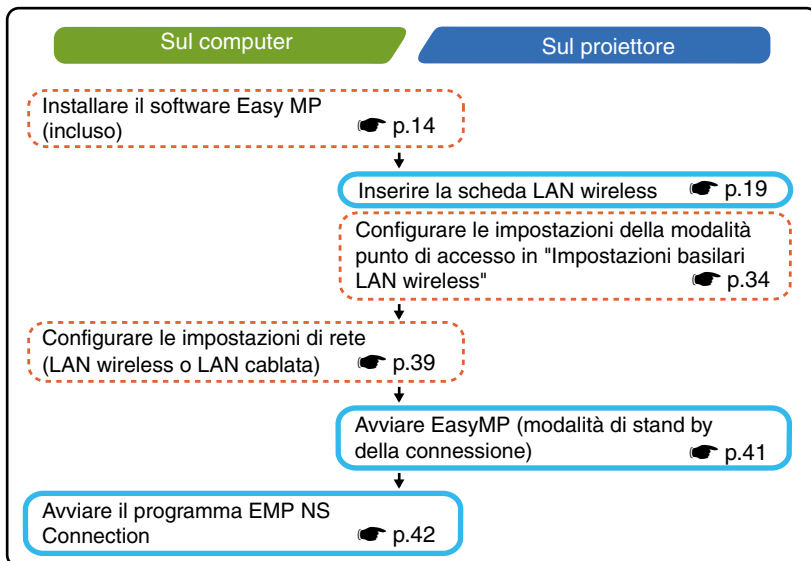 Sul computer
Sul proiettore
Installare il software Easy MP
(incluso) ☛ p.14
Inserire la scheda LAN wireless ☛ p.19
Configurare le impostazioni della modalità
punto di accesso in "Impostazioni basilari
LAN wireless" ☛ p.34
Configurare le impostazioni di rete
(LAN wireless o LAN cablata) ☛ p.39
Avviare EasyMP (modalità di stand by
della connessione) ☛ p.41
Avviare il programma EMP NS
Connection ☛ p.42